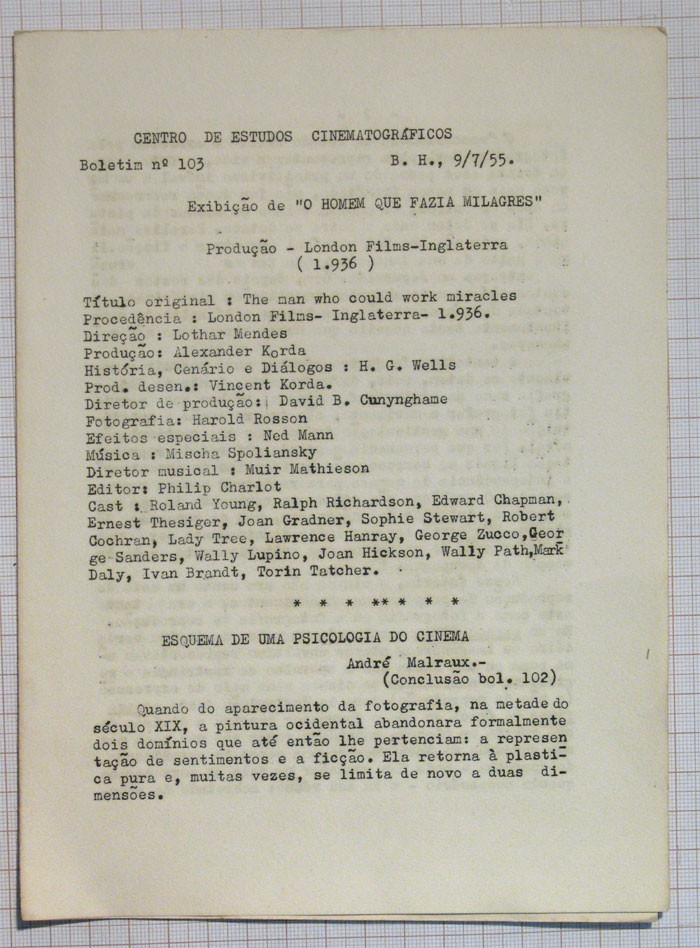 CENTRO DE ESTUDOS CINEMATOGRÁFICOS
Boletim nº 103 B. H., 9/7/55.
Exibição de "O HOMEM QUE FAZIA MILAGRES"
Produção - London Films-Inglaterra
( 1.936 )
Título original : The man who could work miracles
Procedência : London Films- Inglaterra- 1.936.
Direção : Lothar Mendes
Produção: Alexander Korda
História, Cenário e Diálogos : H. G. Wells
Prod. desen.: Vincent Korda.
Diretor de produção: David B. Cunynghame
Fotografia: Harold Rosson
Efeitos especiais : Ned Mann
Música : Mischa Spoliansky
Diretor musical : Muir Mathieson
Editor: Philip Charlot
Cast : Roland Young, Ralph Richardson, Edward Chapman,
Ernest Thesiger, Joan Gradner, Sophie Stewart, Robert
Cochran, Lady Tree, Lawrence Hanray, George Zucco,Geor
ge Sanders, Wally Lupino, Joan Hickson, Wally Path,Mark
Daly, Ivan Brandt, Torin Tatcher.
* * * ** * * *
ESQUEMA DE UMA PSICOLOGIA DO CINEMA
André Malraux.-
(Conclusão bol. 102)
Quando do aparecimento da fotografia, na metade do
século XIX, a pintura ocidental abandonara formalmente
dois domínios que até então lhe pertenciam: a represen
tação de sentimentos e a ficção. Ela retorna à plasti-
ca pura e, muitas vezes, se limita de novo a duas di-
mensões.